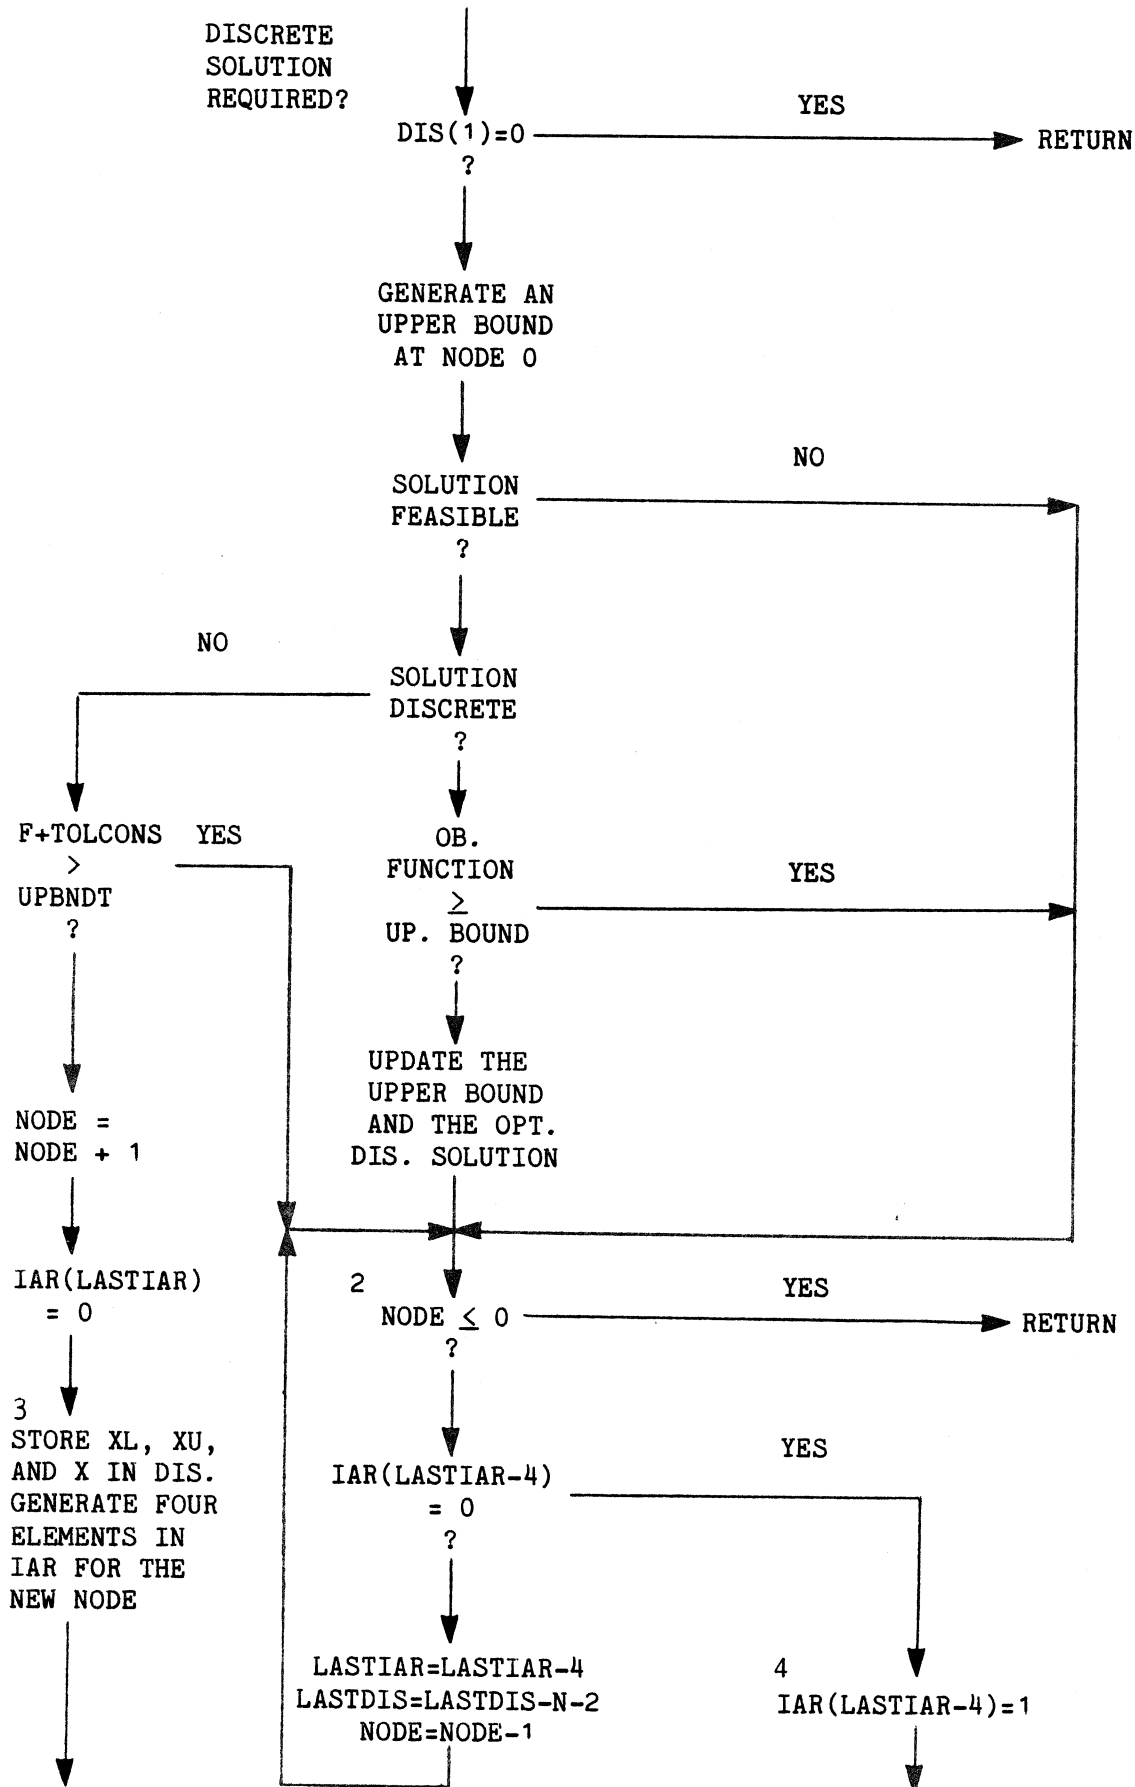 DISCRETE
SOLUTION
REQUIRED?
DIS(1)=0
?
YES
RETURN
GENERATE AN
UPPER BOUND
AT NODE 0
SOLUTION
FEASIBLE
?
NO
NO
SOLUTION
DISCRETE
?
F+TOLCONS
>
UPBNDT
?
YES
OB.
FUNCTION
≥
UP. BOUND
?
YES
UPDATE THE
UPPER BOUND
AND THE OPT.
DIS. SOLUTION
NODE =
NODE + 1
IAR(LASTIAR)
= 0
2
NODE ≤ 0
?
YES
RETURN
3
STORE XL, XU,
AND X IN DIS.
GENERATE FOUR
ELEMENTS IN
IAR FOR THE
NEW NODE
IAR(LASTIAR-4)
= 0
?
YES
LASTIAR=LASTIAR-4
LASTDIS=LASTDIS-N-2
NODE=NODE-1
4
IAR(LASTIAR-4)=1